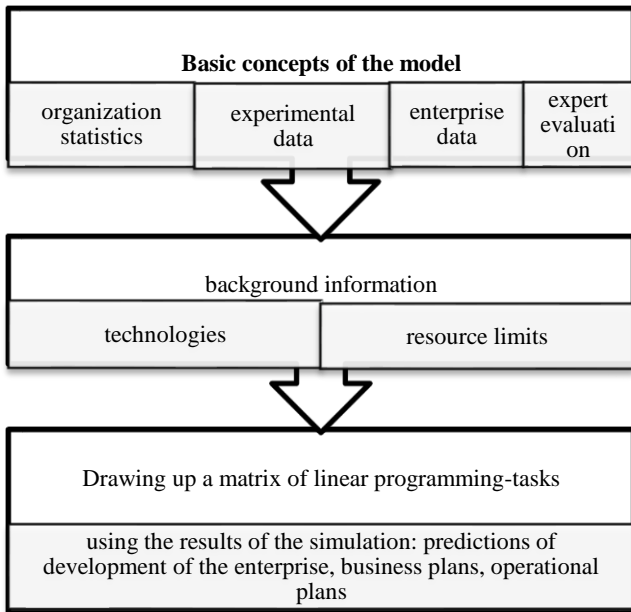 Basic concepts of the model
organization
statistics
experimental
data
enterprise
data
expert
evaluati
on
background information
technologies
resource limits
Drawing up a matrix of linear programming-tasks
using the results of the simulation: predictions of
development of the enterprise, business plans, operational
plans